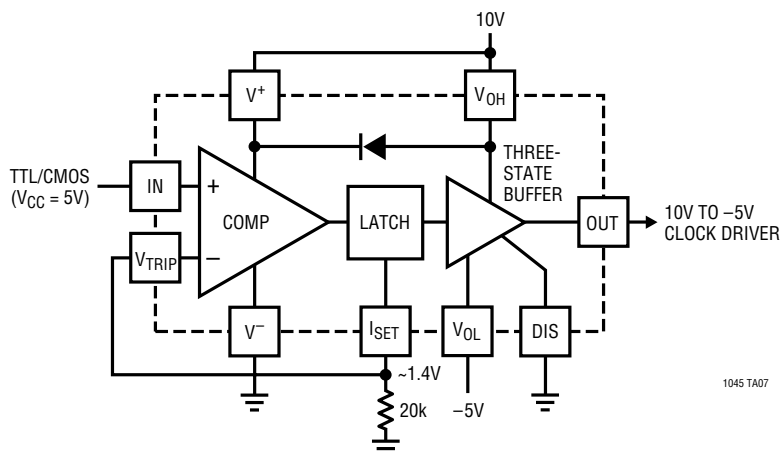 10V
V+
VOH
TTL/CMOS
(VCC = 5V)
IN
+
COMP
LATCH
THREE-
STATE
BUFFER
OUT
10V TO –5V
CLOCK DRIVER
VTRIP
–
V–
ISET
VOL
DIS
~1.4V
20k
–5V
1045 TA07